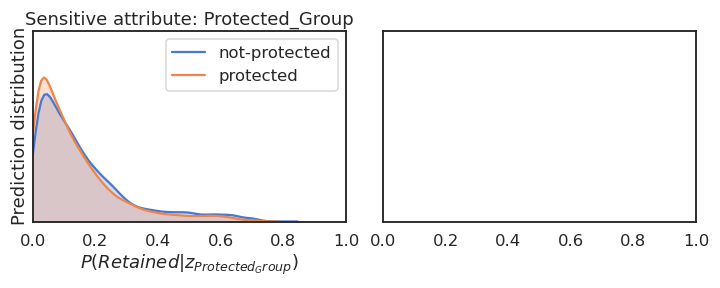 Sensitive attribute: Protected_Group
Prediction distribution
not-protected
protected
0.0 0.2 0.4 0.6 0.8 1.0
0.0 0.2 0.4 0.6 0.8 1.0
P(Retained|z_{Protected_Group})